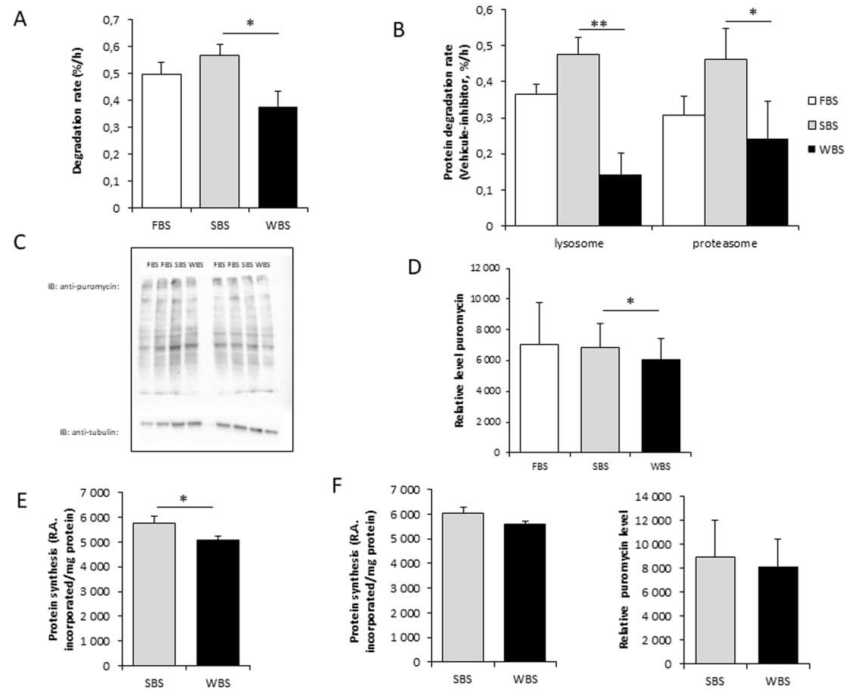 A
Degradation rate (%/h)
0,7
0,6
0,5
0,4
0,3
0,2
0,1
0
*
FBS SBS WBS
B
Protein degradation rate
(Vehicule-inhibitor, %/h)
0,6
0,5
0,4
0,3
0,2
0,1
0
**
*
lysosome proteasome
FBS
SBS
WBS
C
FBS FBS SBS WBS FBS FBS SBS WBS
IB: anti-puromycin:
IB: anti-tubulin:
D
Relative level puromycin
12 000
10 000
8 000
6 000
4 000
2 000
0
*
FBS SBS WBS
E
Protein synthesis (R.A.
incorporated/mg protein)
7 000
6 000
5 000
4 000
3 000
2 000
1 000
0
*
SBS WBS
F
Protein synthesis (R.A.
incorporated/mg protein)
7 000
6 000
5 000
4 000
3 000
2 000
1 000
0
SBS WBS
Relative puromycin level
14 000
12 000
10 000
8 000
6 000
4 000
2 000
0
SBS WBS